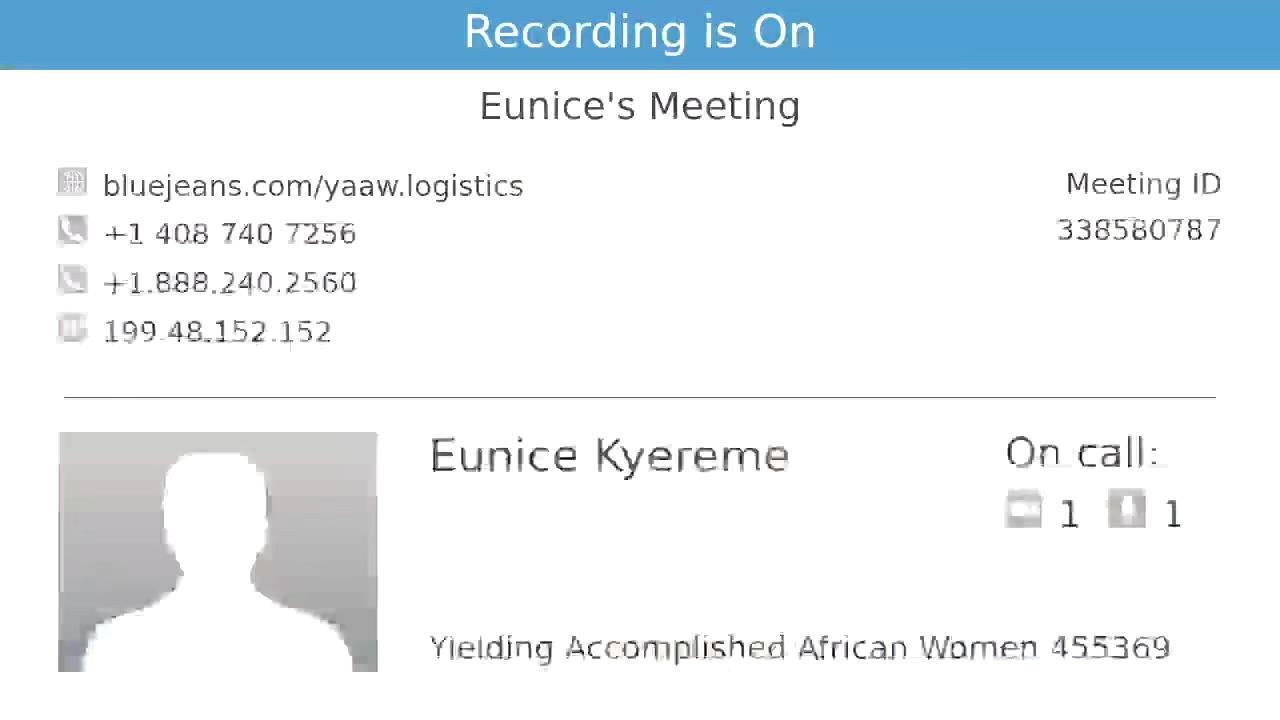 Recording is On
Eunice's Meeting
bluejeans.com/yaaw.logistics
+1 408 740 7256
+1.888.240.2560
199.48.152.152
Meeting ID
338580787
Eunice Kyereme
On call:
1 1
Yielding Accomplished African Women 455369